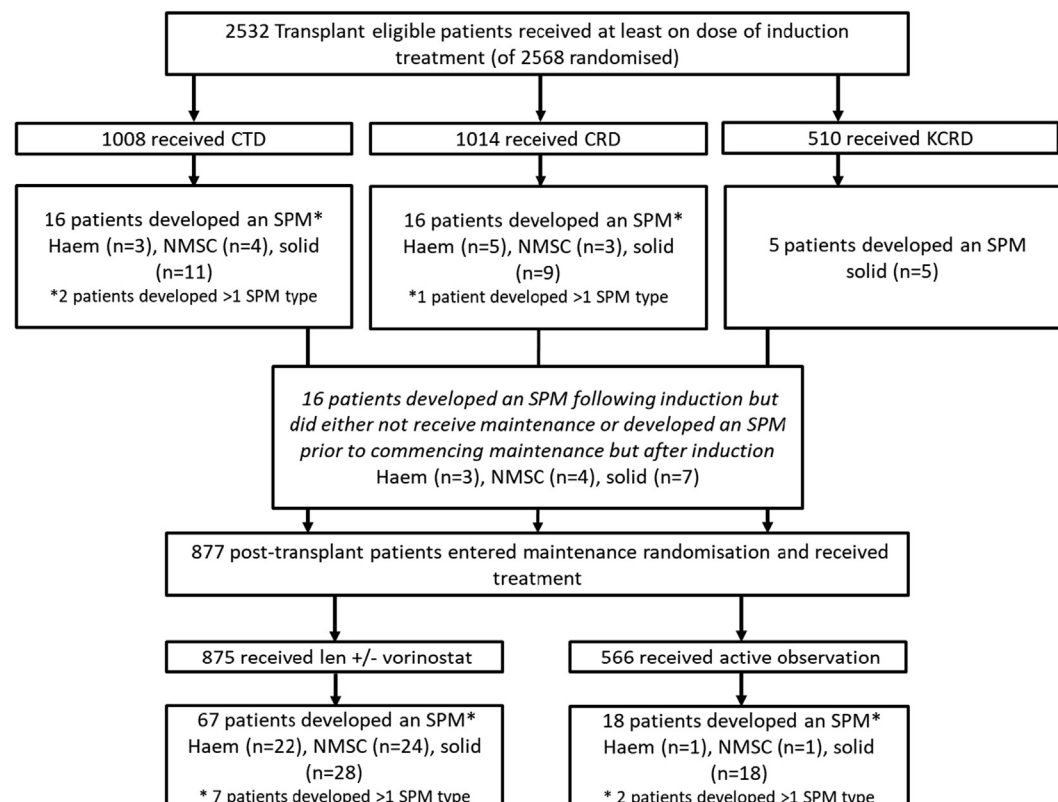 2532 Transplant eligible patients received at least on dose of induction
treatment (of 2568 randomised)
1008 received CTD
1014 received CRD
510 received KCRD
16 patients developed an SPM*
Haem (n=3), NMSC (n=4), solid
(n=11)
*2 patients developed >1 SPM type
16 patients developed an SPM*
Haem (n=5), NMSC (n=3), solid
(n=9)
*1 patient developed >1 SPM type
5 patients developed an SPM
solid (n=5)
16 patients developed an SPM following induction but
did either not receive maintenance or developed an SPM
prior to commencing maintenance but after induction
Haem (n=3), NMSC (n=4), solid (n=7)
877 post-transplant patients entered maintenance randomisation and received
treatment
875 received len +/- vorinostat
566 received active observation
67 patients developed an SPM*
Haem (n=22), NMSC (n=24), solid
(n=28)
* 7 patients developed >1 SPM type
18 patients developed an SPM*
Haem (n=1), NMSC (n=1), solid
(n=18)
* 2 patients developed >1 SPM type